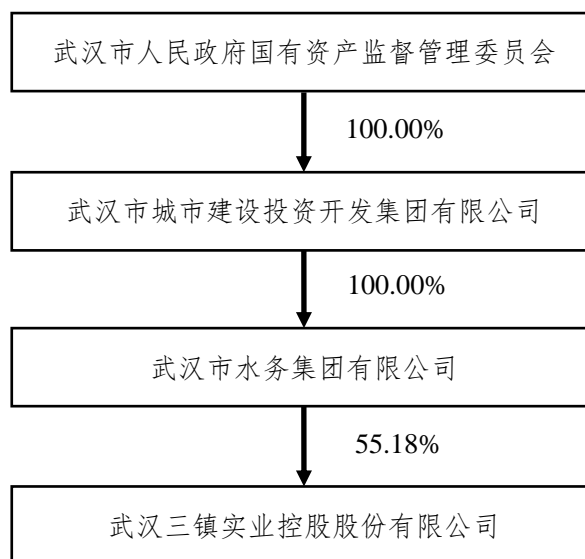 武汉市人民政府国有资产监督管理委员会
100.00%
武汉市城市建设投资开发集团有限公司
100.00%
武汉市水务集团有限公司
55.18%
武汉三镇实业控股股份有限公司